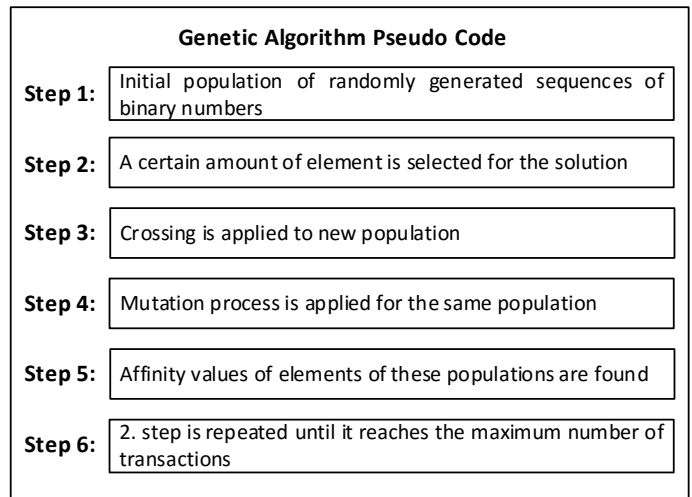 Genetic Algorithm Pseudo Code
Step 1:
Initial population of randomly generated sequences of
binary numbers
Step 2:
A certain amount of element is selected for the solution
Step 3:
Crossing is applied to new population
Step 4:
Mutation process is applied for the same population
Step 5:
Affinity values of elements of these populations are found
Step 6:
2. step is repeated until it reaches the maximum number of
transactions